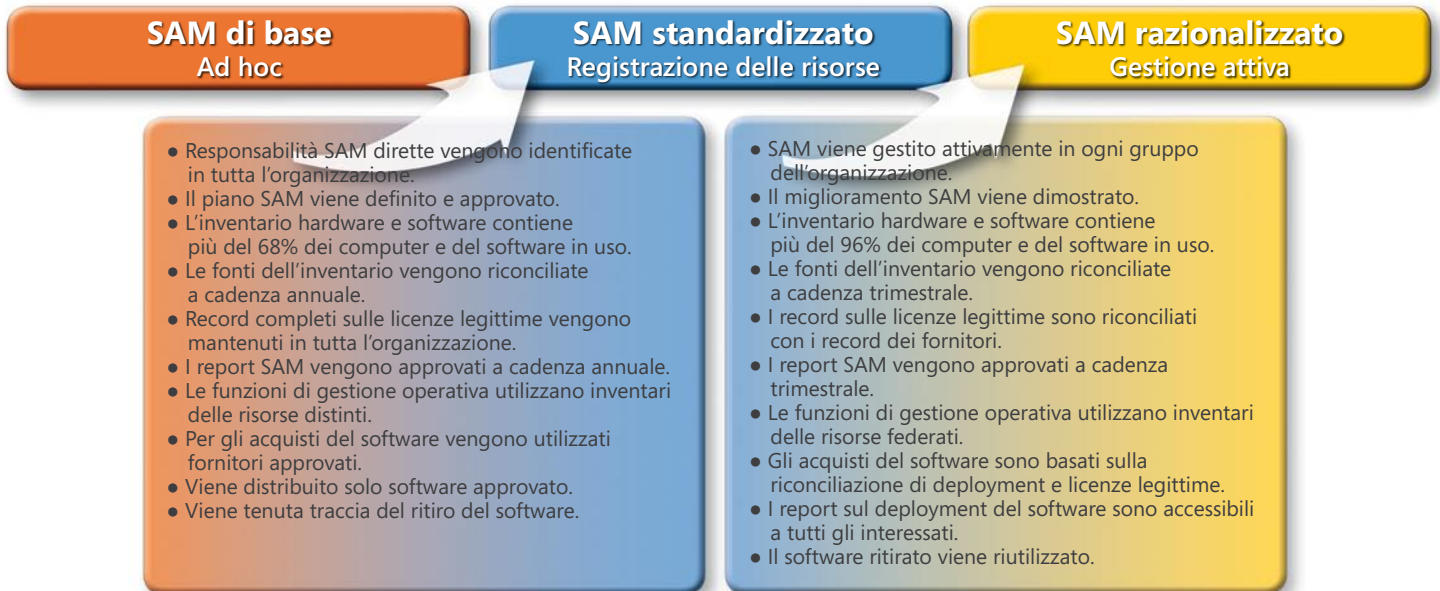 SAM di base
Ad hoc
SAM standardizzato
Registrazione delle risorse
SAM razionalizzato
Gestione attiva
● Responsabilità SAM dirette vengono identificate
in tutta l'organizzazione.
● Il piano SAM viene definito e approvato.
● L'inventario hardware e software contiene
più del 68% dei computer e del software in uso.
● Le fonti dell'inventario vengono riconciliate
a cadenza annuale.
● Record completi sulle licenze legittime vengono
mantenuti in tutta l'organizzazione.
● I report SAM vengono approvati a cadenza annuale.
● Le funzioni di gestione operativa utilizzano inventari
delle risorse distinti.
● Per gli acquisti del software vengono utilizzati
fornitori approvati.
● Viene distribuito solo software approvato.
● Viene tenuta traccia del ritiro del software.
● SAM viene gestito attivamente in ogni gruppo
dell'organizzazione.
● Il miglioramento SAM viene dimostrato.
● L'inventario hardware e software contiene
più del 96% dei computer e del software in uso.
● Le fonti dell'inventario vengono riconciliate
a cadenza trimestrale.
● I record sulle licenze legittime sono riconciliati
con i record dei fornitori.
● I report SAM vengono approvati a cadenza
trimestrale.
● Le funzioni di gestione operativa utilizzano inventari
delle risorse federati.
● Gli acquisti del software sono basati sulla
riconciliazione di deployment e licenze legittime.
● I report sul deployment del software sono accessibili
a tutti gli interessati.
● Il software ritirato viene riutilizzato.